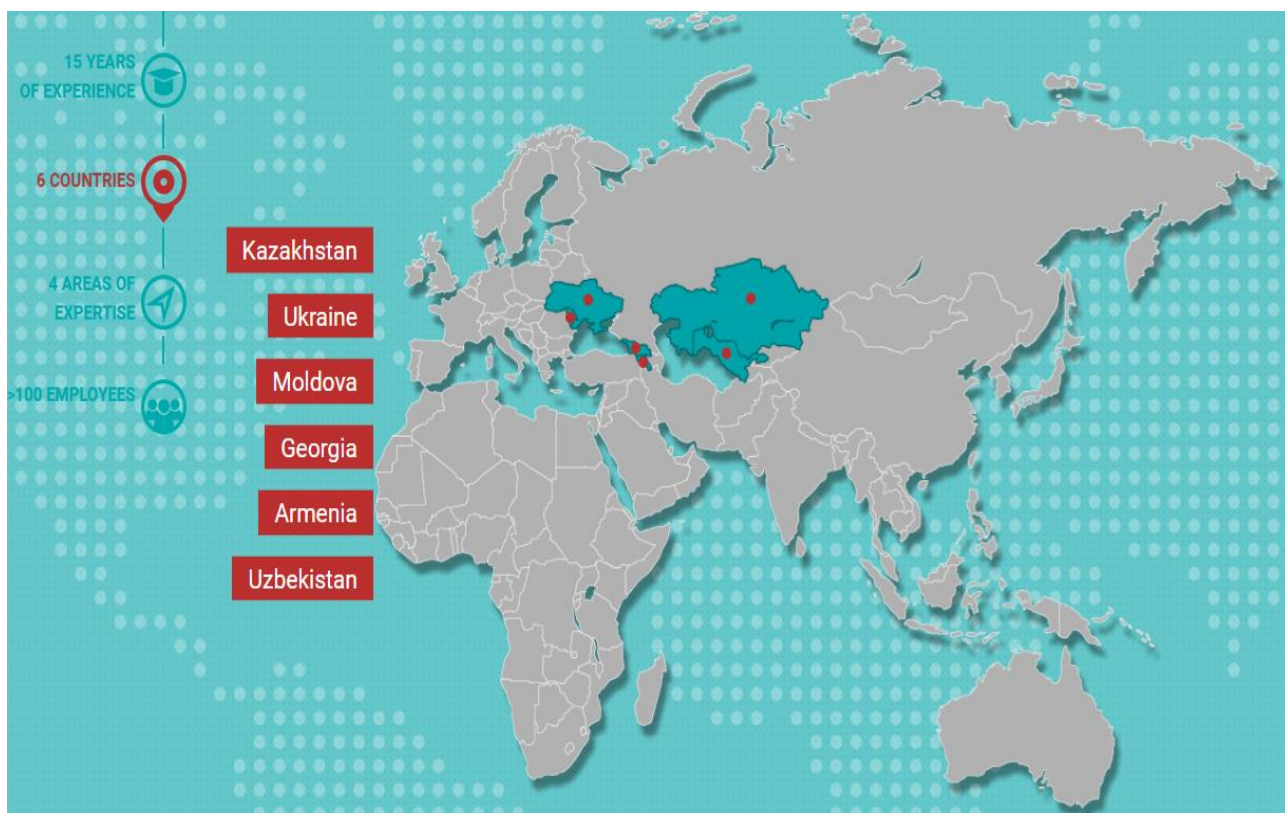 15 YEARS
OF EXPERIENCE
6 COUNTRIES
4 AREAS OF
EXPERTISE
>100 EMPLOYEES
Kazakhstan
Ukraine
Moldova
Georgia
Armenia
Uzbekistan